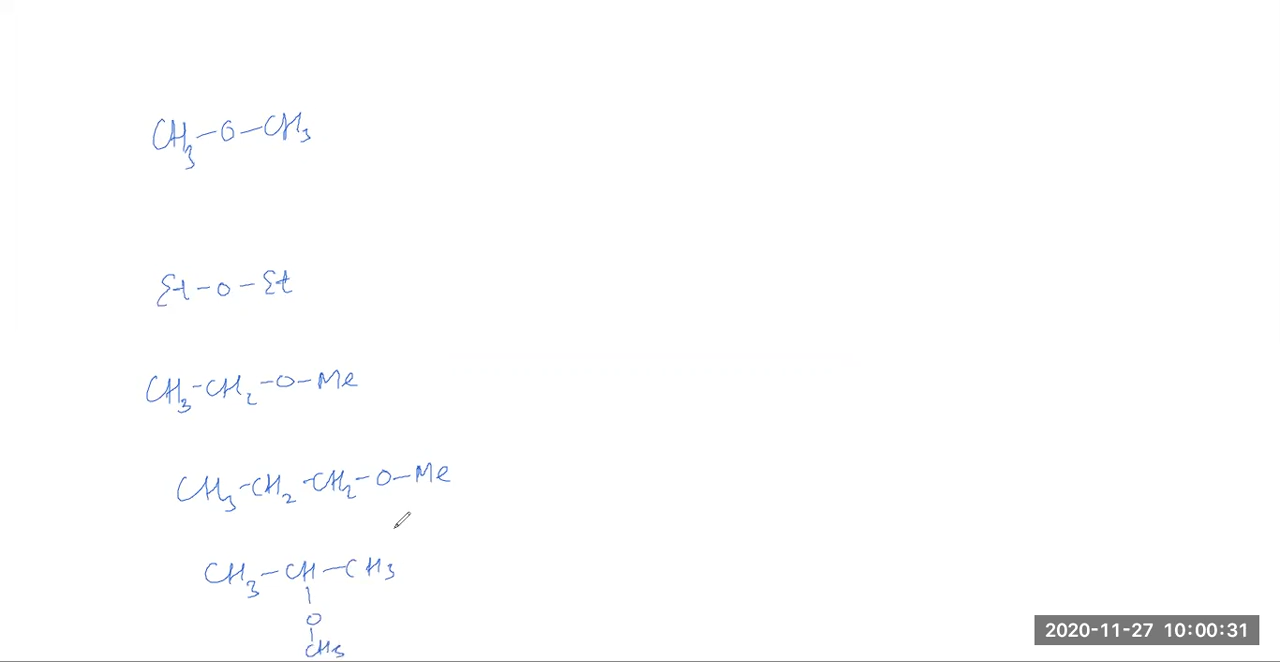 CH3-O-CH3
Et-O-Et
CH3-CH2-O-Me
CH3-CH2-CH2-O-Me
CH3-CH-CH3
O
CH3
2020-11-27 10:00:31